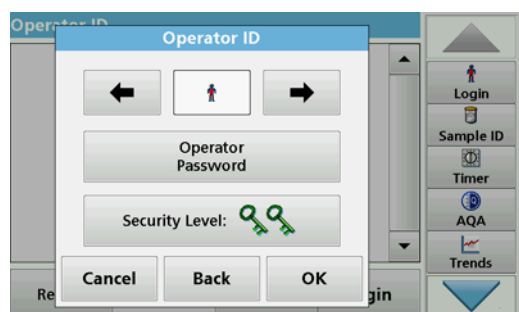 Operator ID
Operator ID
Login
Sample ID
Operator
Password
Timer
AQA
Security Level:
Trends
Cancel
Back
OK